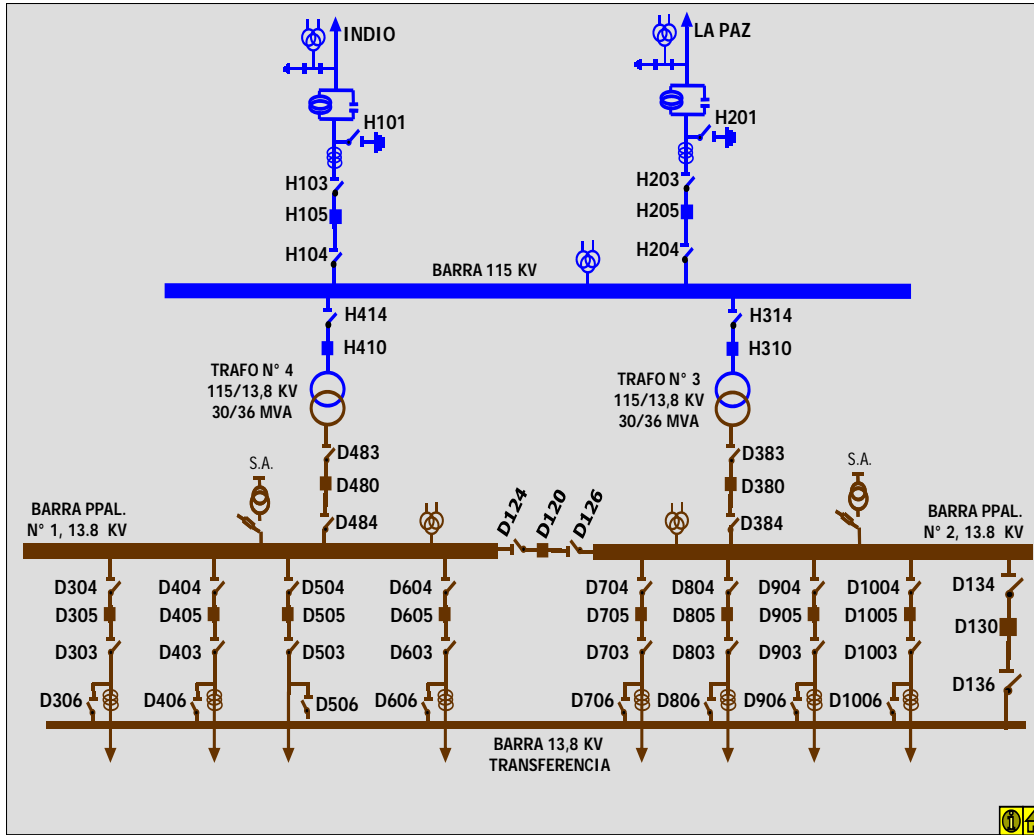 INDIO
LA PAZ
H101
H201
H103
H203
H105
H205
H104
H204
BARRA 115 KV
H414
H314
H410
H310
TRAFO N° 4
115/13,8 KV
30/36 MVA
TRAFO N° 3
115/13,8 KV
30/36 MVA
D483
D383
S.A.
S.A.
D480
D380
D484
D384
BARRA PPAL.
N° 1, 13.8 KV
D124
D120
D126
BARRA PPAL.
N° 2, 13.8 KV
D304
D404
D504
D604
D704
D804
D904
D1004
D134
D305
D405
D505
D605
D705
D805
D905
D1005
D130
D303
D403
D503
D603
D703
D803
D903
D1003
D136
D306
D406
D506
D606
D706
D806
D906
D1006
BARRA 13,8 KV
TRANSFERENCIA